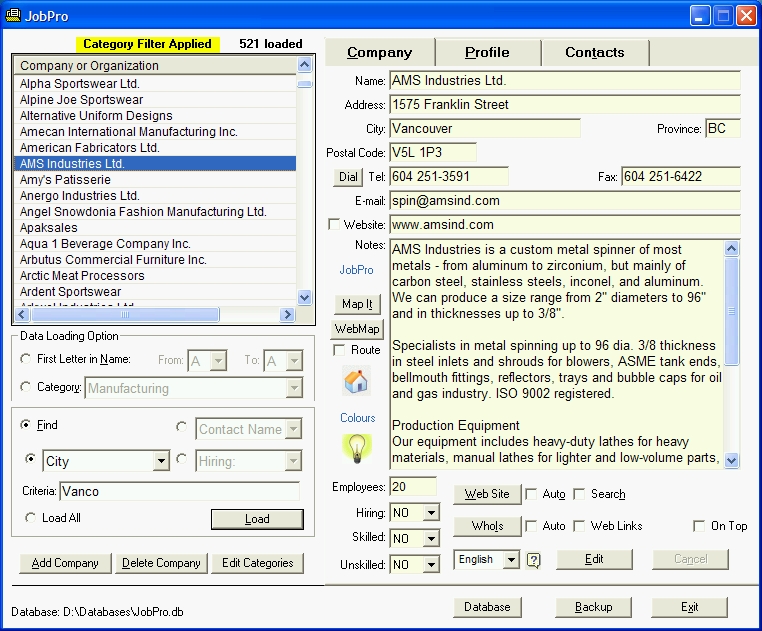 JobPro
Category Filter Applied 521 loaded
Company or Organization
Alpha Sportswear Ltd.
Alpine Joe Sportswear
Alternative Uniform Designs
Amecan International Manufacturing Inc.
American Fabricators Ltd.
AMS Industries Ltd.
Amy's Patisserie
Anergo Industries Ltd.
Angel Snowdonia Fashion Manufacturing Ltd.
Apaksales
Aqua 1 Beverage Company Inc.
Arbutus Commercial Furniture Inc.
Arctic Meat Processors
Ardent Sportswear
Data Loading Option
First Letter in Name: From: A To: A
Category: Manufacturing
Find Contact Name
City Hiring:
Criteria: Vanco
Load All Load
Add Company Delete Company Edit Categories
Database: D:\Databases\JobPro.db
Company Profile Contacts
Name: AMS Industries Ltd.
Address: 1575 Franklin Street
City: Vancouver Province: BC
Postal Code: V5L 1P3
Dial Tel: 604 251-3591 Fax: 604 251-6422
E-mail: spin@amsind.com
Website: www.amsind.com
Notes:
JobPro
Map It
WebMap
Route
Colours
AMS Industries is a custom metal spinner of most
metals - from aluminum to zirconium, but mainly of
carbon steel, stainless steels, inconel, and aluminum.
We can produce a size range from 2" diameters to 96"
and in thicknesses up to 3/8".
Specialists in metal spinning up to 96 dia. 3/8 thickness
in steel inlets and shrouds for blowers, ASME tank ends,
bellmouth fittings, reflectors, trays and bubble caps for oil
and gas industry. ISO 9002 registered.
Production Equipment
Our equipment includes heavy-duty lathes for heavy
materials, manual lathes for lighter and low-volume parts,
Employees: 20 Web Site Auto Search
Hiring: NO
WhoIs Auto Web Links On Top
Skilled: NO
Unskilled: NO English ? Edit Cancel
Database Backup Exit